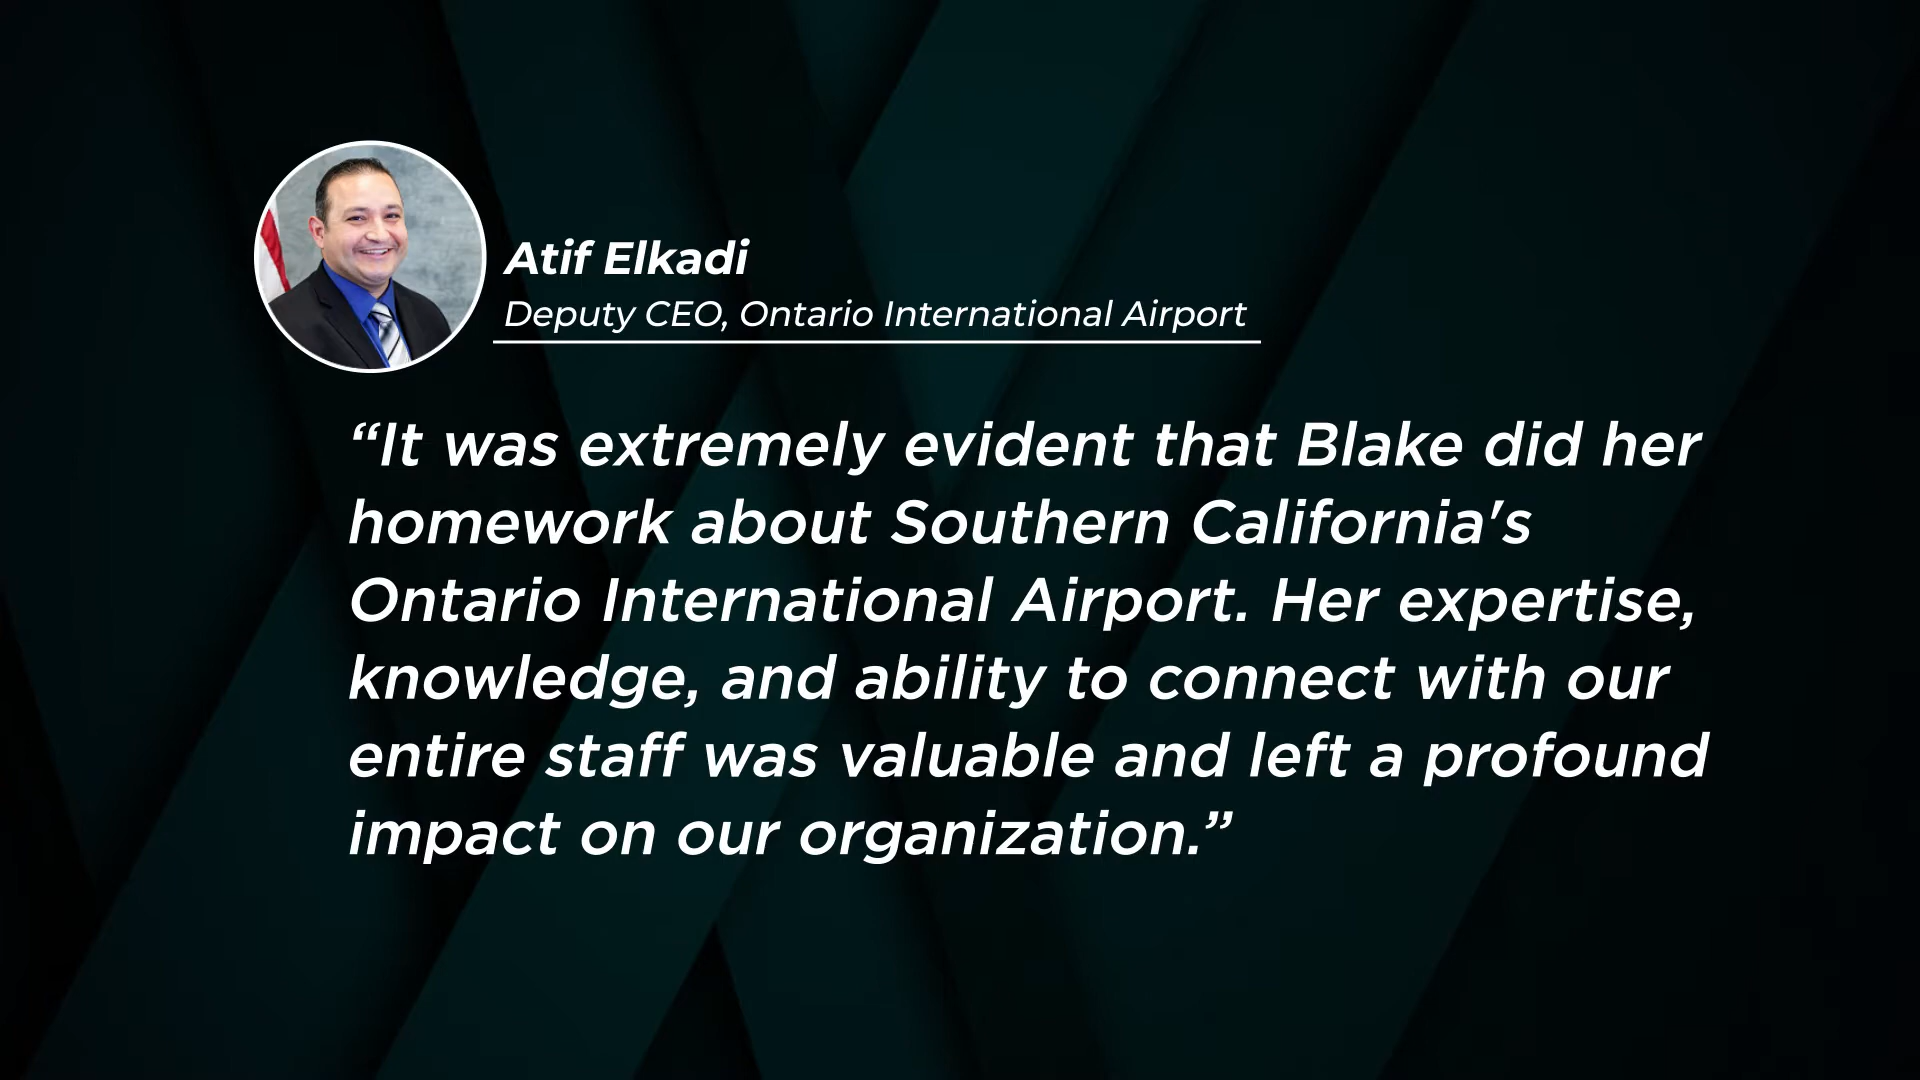 Atif Elkadi
Deputy CEO, Ontario International Airport
“It was extremely evident that Blake did her
homework about Southern California's
Ontario International Airport. Her expertise,
knowledge, and ability to connect with our
entire staff was valuable and left a profound
impact on our organization.”